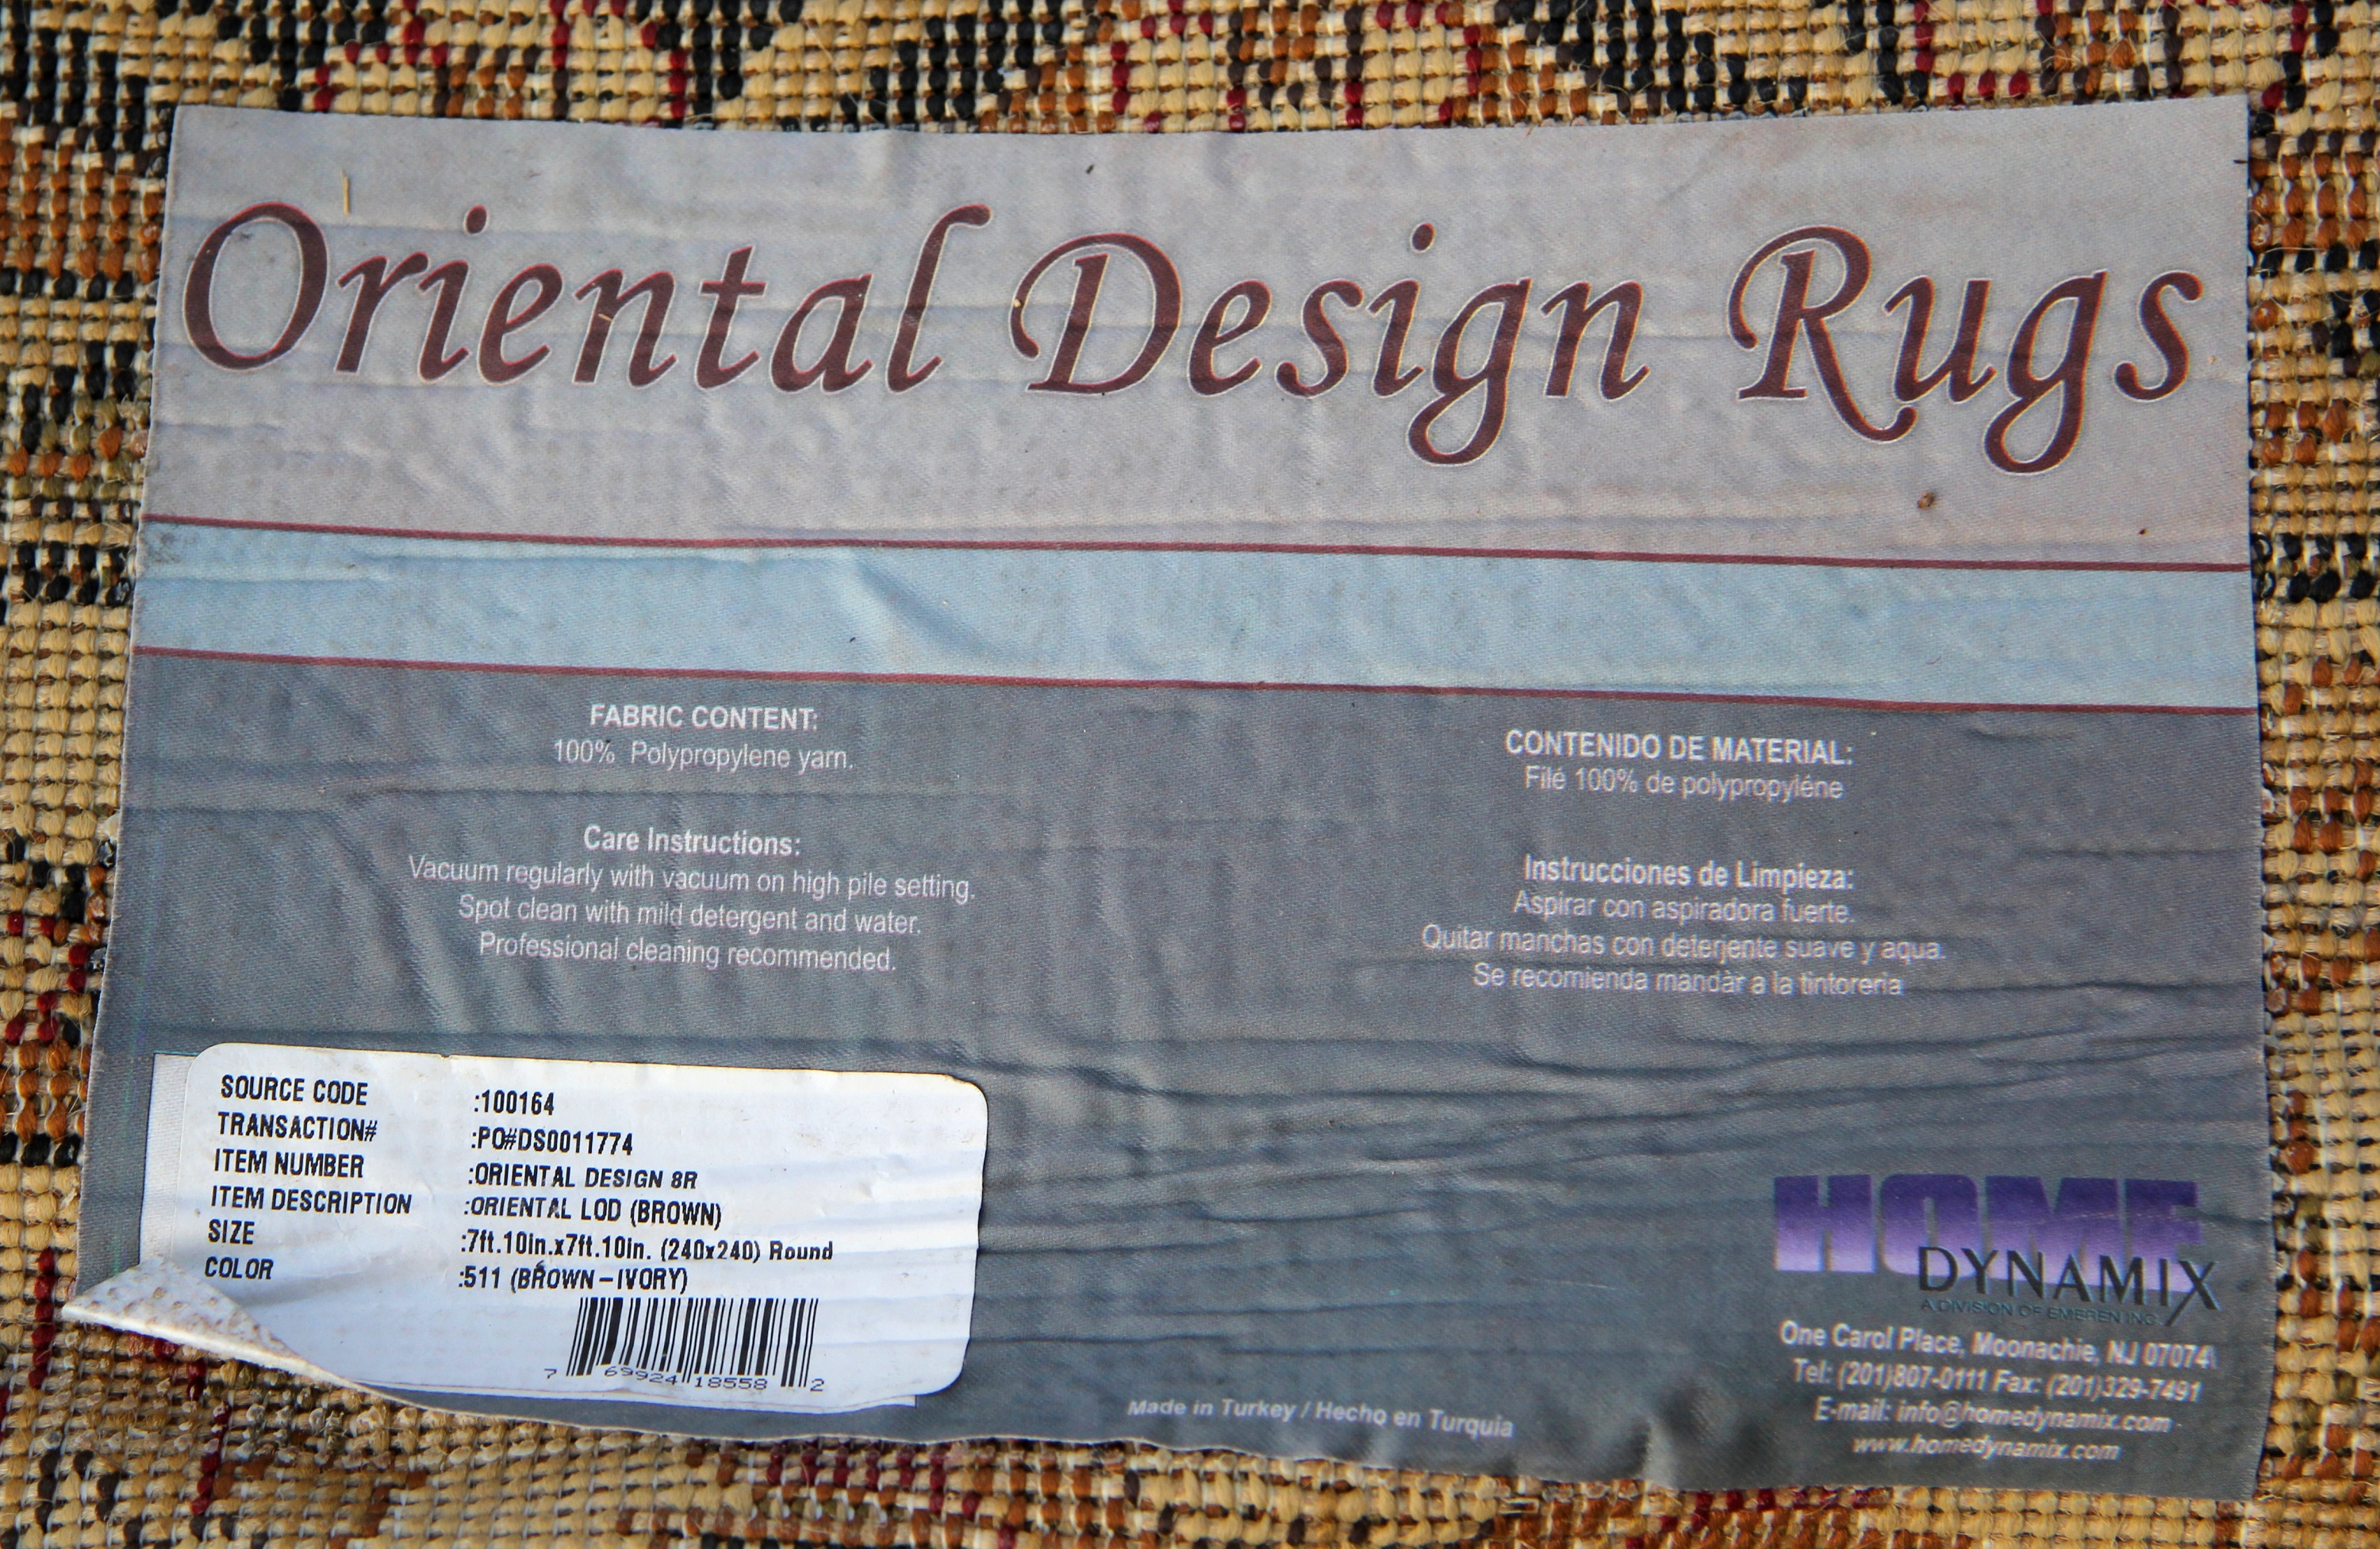 Oriental Design Rugs
FABRIC CONTENT:
100% Polypropylene yarn.
Care Instructions:
Vacuum regularly with vacuum on high pile setting.
Spot clean with mild detergent and water.
Professional cleaning recommended.
CONTENIDO DE MATERIAL:
Filé 100% de polypropyléne
Instrucciones de Limpieza:
Aspirar con aspiradora fuerte.
Quitar manchas con deterjente suave y aqua.
Se recomienda mandàr a la tintoreria
SOURCE CODE :100164
TRANSACTION# :PO#DS0011774
ITEM NUMBER :ORIENTAL DESIGN 8R
ITEM DESCRIPTION :ORIENTAL LOD (BROWN)
SIZE :7ft.10in.x7ft.10in. (240x240) Round
COLOR :511 (BROWN-IVORY)
7 69924 18558 2
Made in Turkey / Hecho en Turquia
HOME
DYNAMIX
A DIVISION OF EMEREN INC.
One Carol Place, Moonachie, NJ 07074\
Tel: (201)807-0111 Fax: (201)329-7491
E-mail: info@homedynamix.com
www.homedynamix.com